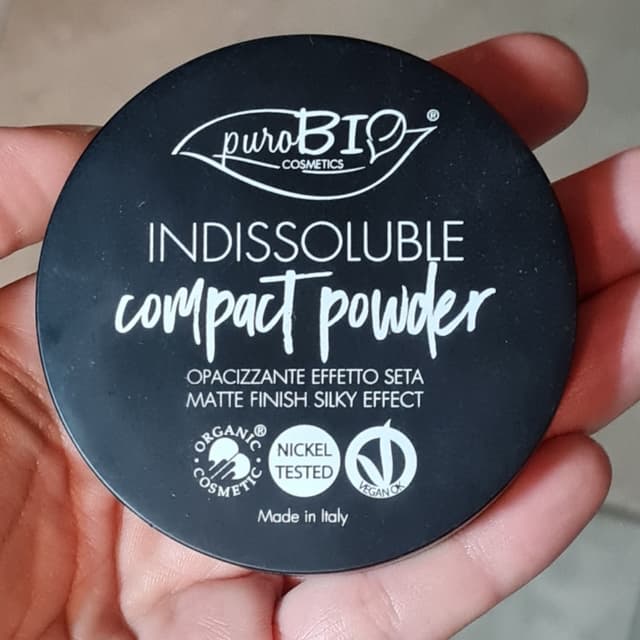 puroBIO®
COSMETICS
INDISSOLUBLE
compact powder
OPACIZZANTE EFFETTO SETA
MATTE FINISH SILKY EFFECT
ORGANIC COSMETIC ®
NICKEL
TESTED
VEGAN OK
Made in Italy